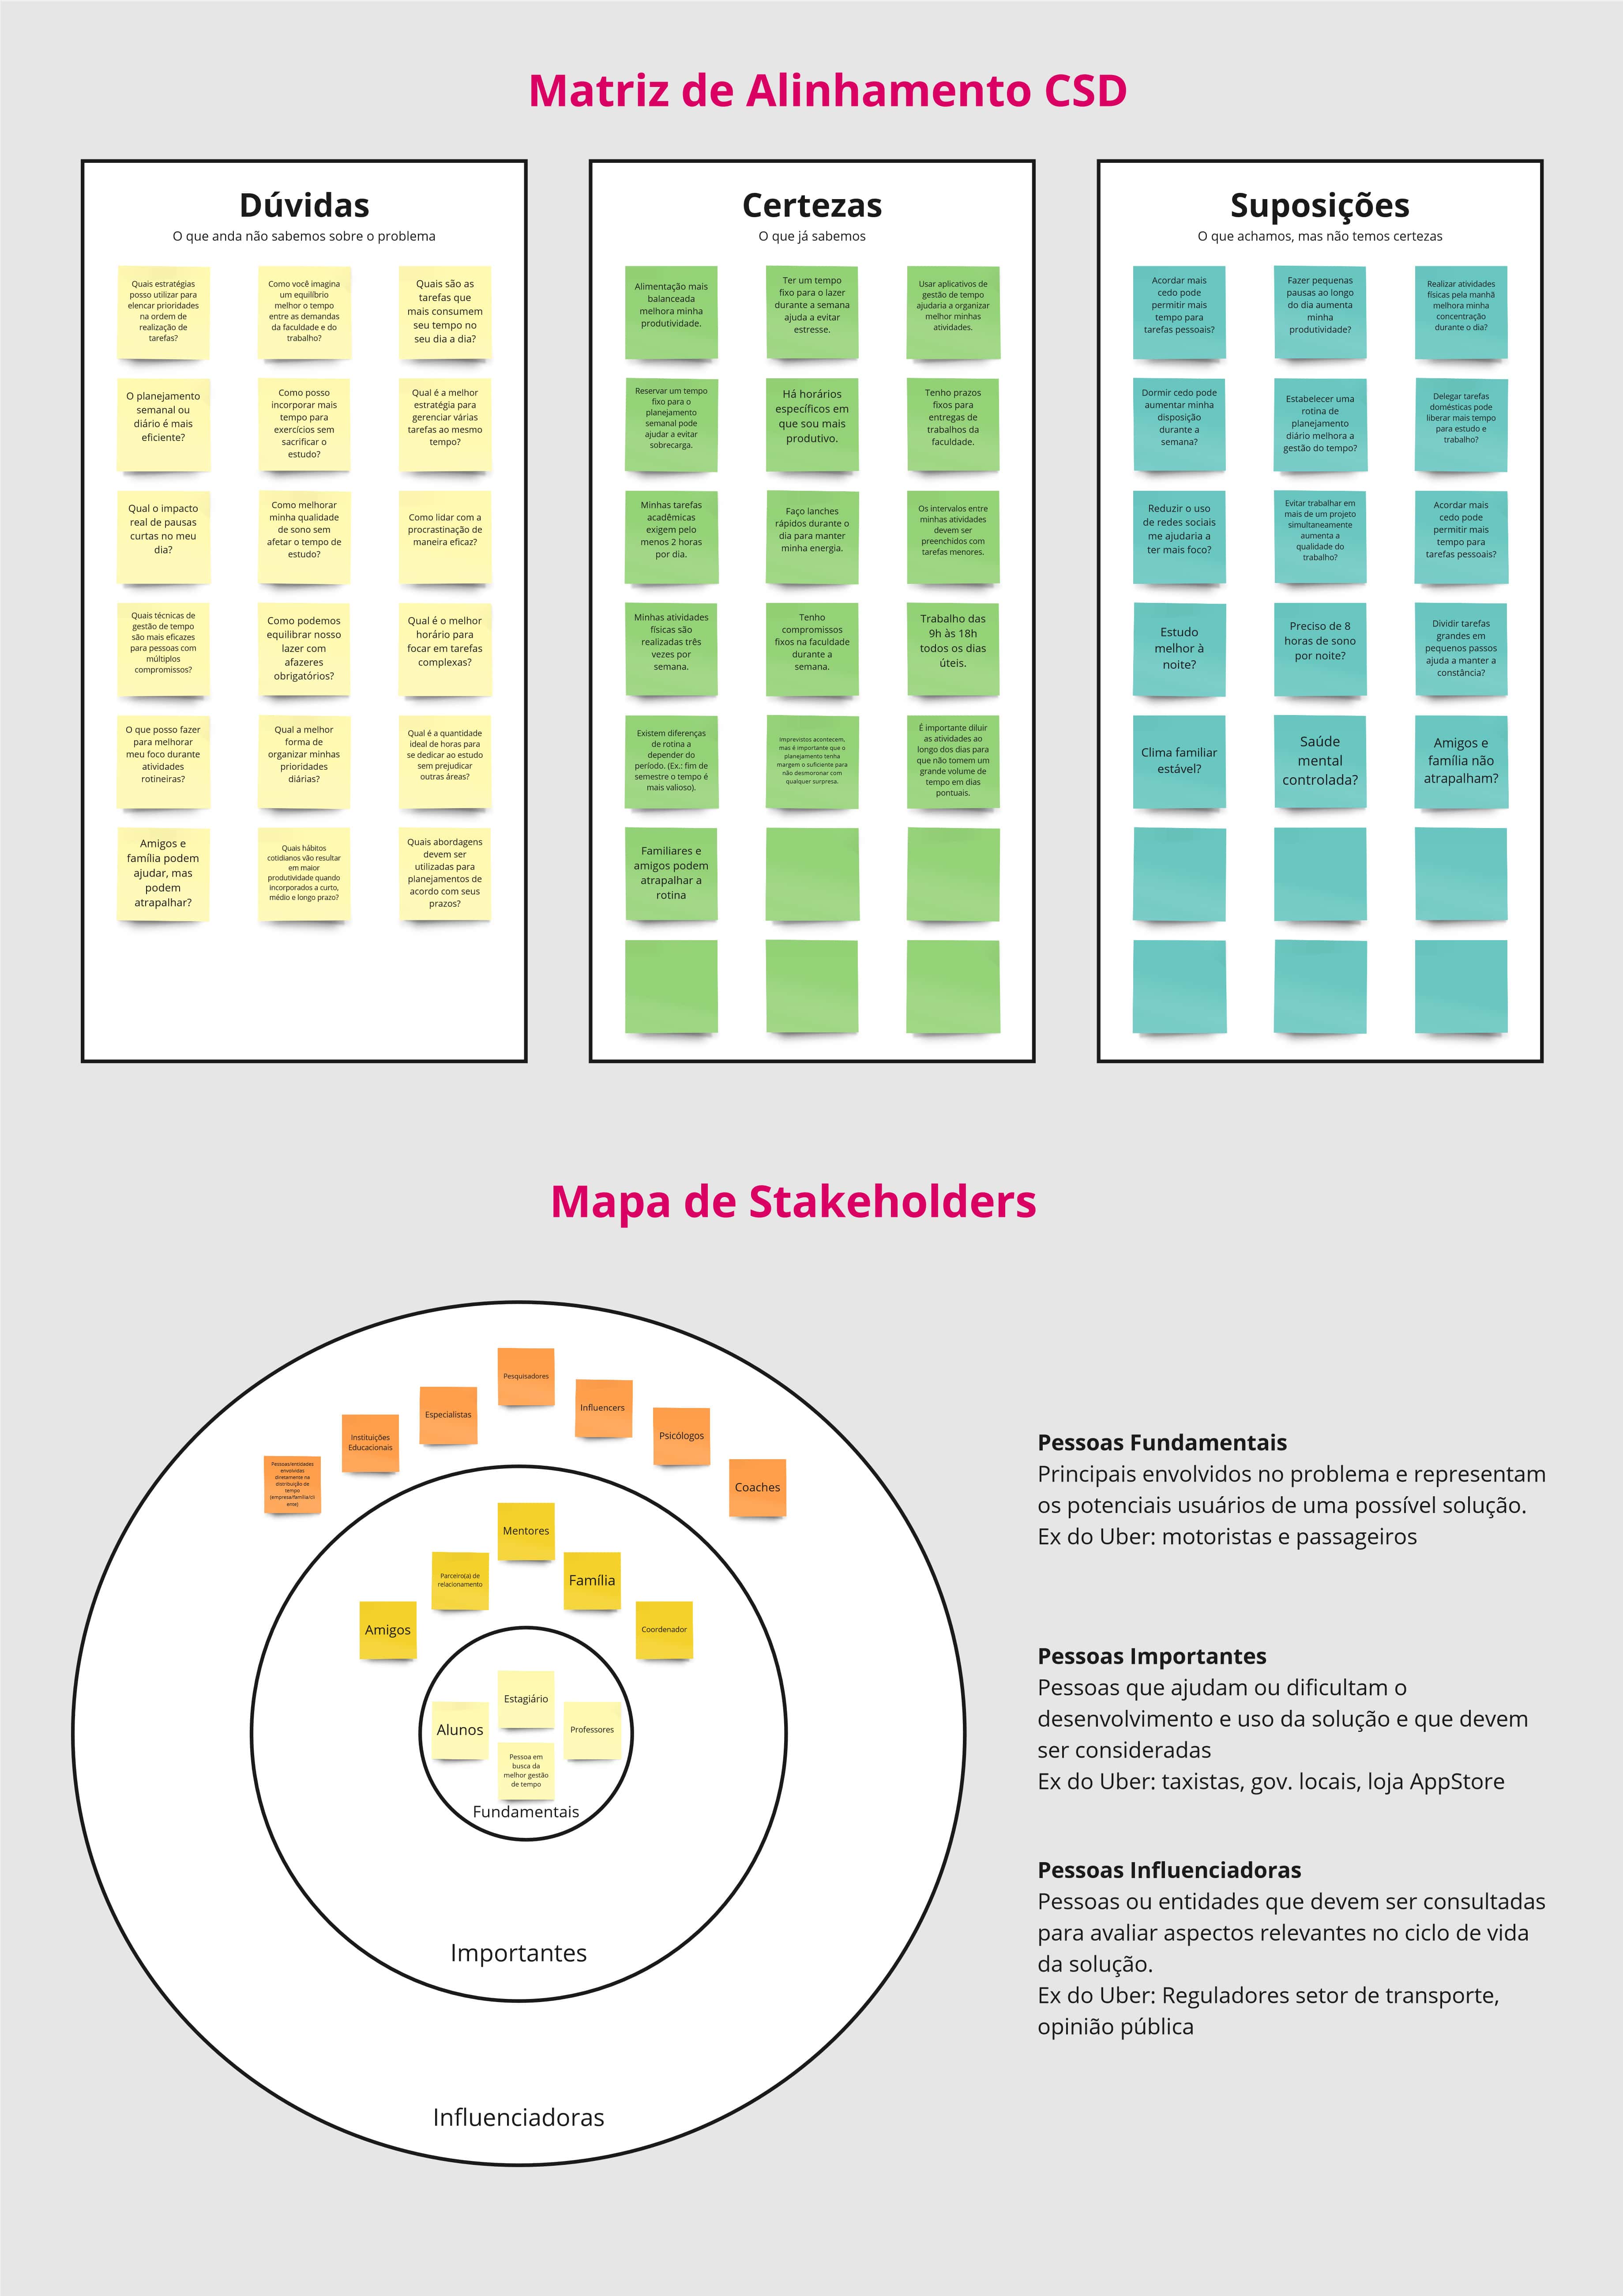 Matriz de Alinhamento CSD
Dúvidas
O que anda não sabemos sobre o problema
Quais estratégias
posso utilizar para
elencar prioridades
na ordem de
realização de
tarefas?
Como você imagina
um equilíbrio
melhor o tempo
entre as demandas
da faculdade e do
trabalho?
Quais são as
tarefas que
mais consumem
seu tempo no
seu dia a dia?
O planejamento
semanal ou
diário é mais
eficiente?
Como posso
incorporar mais
tempo para
exercícios sem
sacrificar o
estudo?
Qual é a melhor
estratégia para
gerenciar várias
tarefas ao mesmo
tempo?
Qual o impacto
real de pausas
curtas no meu
dia?
Como melhorar
minha qualidade
de sono sem
afetar o tempo de
estudo?
Como lidar com a
procrastinação de
maneira eficaz?
Quais técnicas de
gestão de tempo
são mais eficazes
para pessoas com
múltiplos
compromissos?
Como podemos
equilibrar nosso
lazer com
afazeres
obrigatórios?
Qual é o melhor
horário para
focar em tarefas
complexas?
O que posso fazer
para melhorar
meu foco durante
atividades
rotineiras?
Qual a melhor
forma de
organizar minhas
prioridades
diárias?
Qual é a quantidade
ideal de horas para
se dedicar ao estudo
sem prejudicar
outras áreas?
Amigos e
família podem
ajudar, mas
podem
atrapalhar?
Quais hábitos
cotidianos vão resultar
em maior
produtividade quando
incorporados a curto,
médio e longo prazo?
Quais abordagens
devem ser
utilizadas para
planejamentos de
acordo com seus
prazos?
Certezas
O que já sabemos
Alimentação mais
balanceada
melhora minha
produtividade.
Ter um tempo
fixo para o lazer
durante a semana
ajuda a evitar
estresse.
Usar aplicativos de
gestão de tempo
ajudaria a organizar
melhor minhas
atividades.
Reservar um tempo
fixo para o
planejamento
semanal pode
ajudar a evitar
sobrecarga.
Há horários
específicos em
que sou mais
produtivo.
Tenho prazos
fixos para
entregas de
trabalhos da
faculdade.
Minhas tarefas
acadêmicas
exigem pelo
menos 2 horas
por dia.
Faço lanches
rápidos durante o
dia para manter
minha energia.
Os intervalos entre
minhas atividades
devem ser
preenchidos com
tarefas menores.
Minhas atividades
físicas são
realizadas três
vezes por
semana.
Tenho
compromissos
fixos na faculdade
durante a
semana.
Trabalho das
9h às 18h
todos os dias
úteis.
Existem diferenças
de rotina a
depender do
período. (Ex.: fim de
semestre o tempo é
mais valioso).
Imprevistos acontecem,
mas é importante que o
planejamento tenha
margem o suficiente para
não desmoronar com
qualquer surpresa.
É importante diluir
as atividades ao
longo dos dias para
que não tomem um
grande volume de
tempo em dias
pontuais.
Familiares e
amigos podem
atrapalhar a
rotina
Suposições
O que achamos, mas não temos certezas
Acordar mais
cedo pode
permitir mais
tempo para
tarefas pessoais?
Fazer pequenas
pausas ao longo
do dia aumenta
minha
produtividade?
Realizar atividades
físicas pela manhã
melhora minha
concentração
durante o dia?
Dormir cedo pode
aumentar minha
disposição
durante a
semana?
Estabelecer uma
rotina de
planejamento
diário melhora a
gestão do tempo?
Delegar tarefas
domésticas pode
liberar mais tempo
para estudo e
trabalho?
Reduzir o uso
de redes sociais
me ajudaria a
ter mais foco?
Evitar trabalhar em
mais de um projeto
simultaneamente
aumenta a
qualidade do
trabalho?
Acordar mais
cedo pode
permitir mais
tempo para
tarefas pessoais?
Estudo
melhor à
noite?
Preciso de 8
horas de sono
por noite?
Dividir tarefas
grandes em
pequenos passos
ajuda a manter a
constância?
Clima familiar
estável?
Saúde
mental
controlada?
Amigos e
família não
atrapalham?
Mapa de Stakeholders
Pesquisadores
Influencers
Especialistas
Psicólogos
Instituições
Educacionais
Pessoas/entidades
envolvidas
diretamente na
distribuição de
tempo
(empresa/família/cli
ente)
Coaches
Mentores
Parceiro(a) de
relacionamento
Família
Amigos
Coordenador
Estagiário
Alunos
Professores
Pessoa em
busca da
melhor gestão
de tempo
Fundamentais
Importantes
Influenciadoras
Pessoas Fundamentais
Principais envolvidos no problema e representam
os potenciais usuários de uma possível solução.
Ex do Uber: motoristas e passageiros
Pessoas Importantes
Pessoas que ajudam ou dificultam o
desenvolvimento e uso da solução e que devem
ser consideradas
Ex do Uber: taxistas, gov. locais, loja AppStore
Pessoas Influenciadoras
Pessoas ou entidades que devem ser consultadas
para avaliar aspectos relevantes no ciclo de vida
da solução.
Ex do Uber: Reguladores setor de transporte,
opinião pública